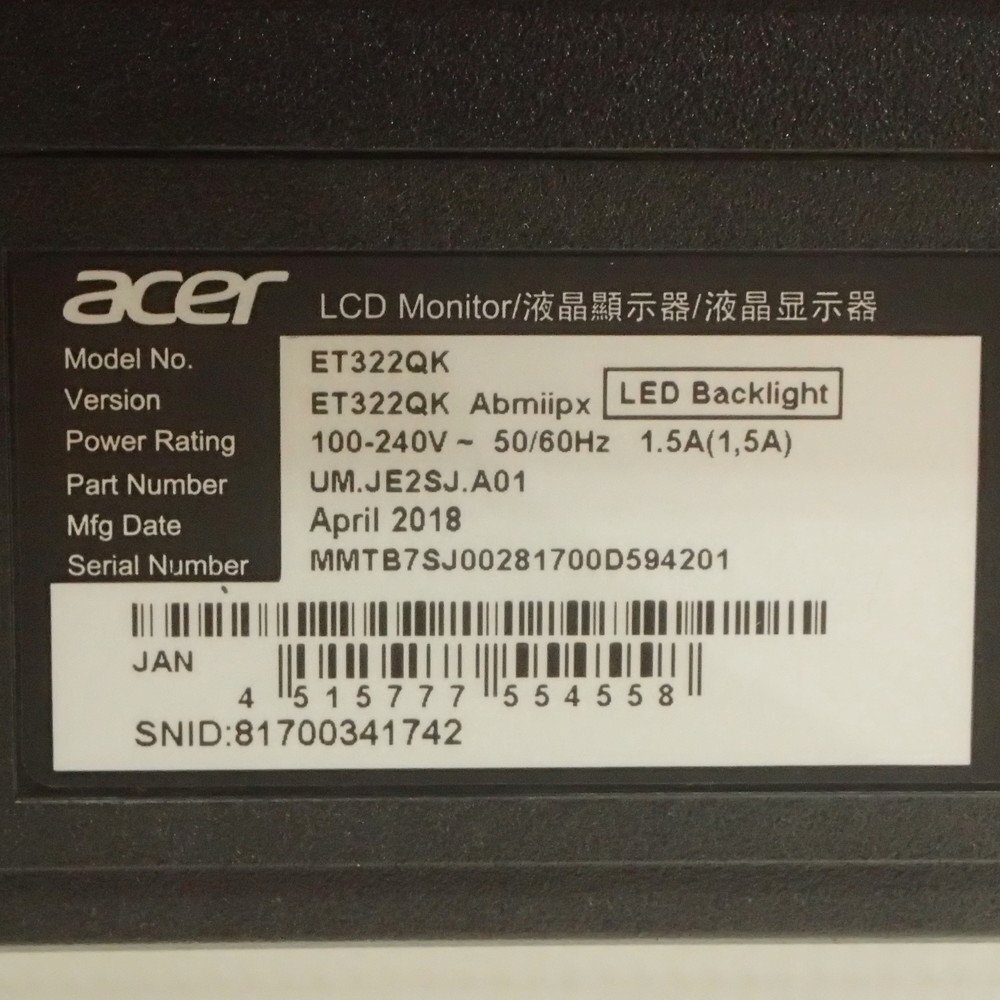 acer LCD Monitor/液晶顯示器/液晶显示器
Model No. ET322QK
Version ET322QK Abmiipx LED Backlight
Power Rating 100-240V ~ 50/60Hz 1.5A(1,5A)
Part Number UM.JE2SJ.A01
Mfg Date April 2018
Serial Number MMTB7SJ00281700D594201
JAN
4 515777 554558
SNID:81700341742